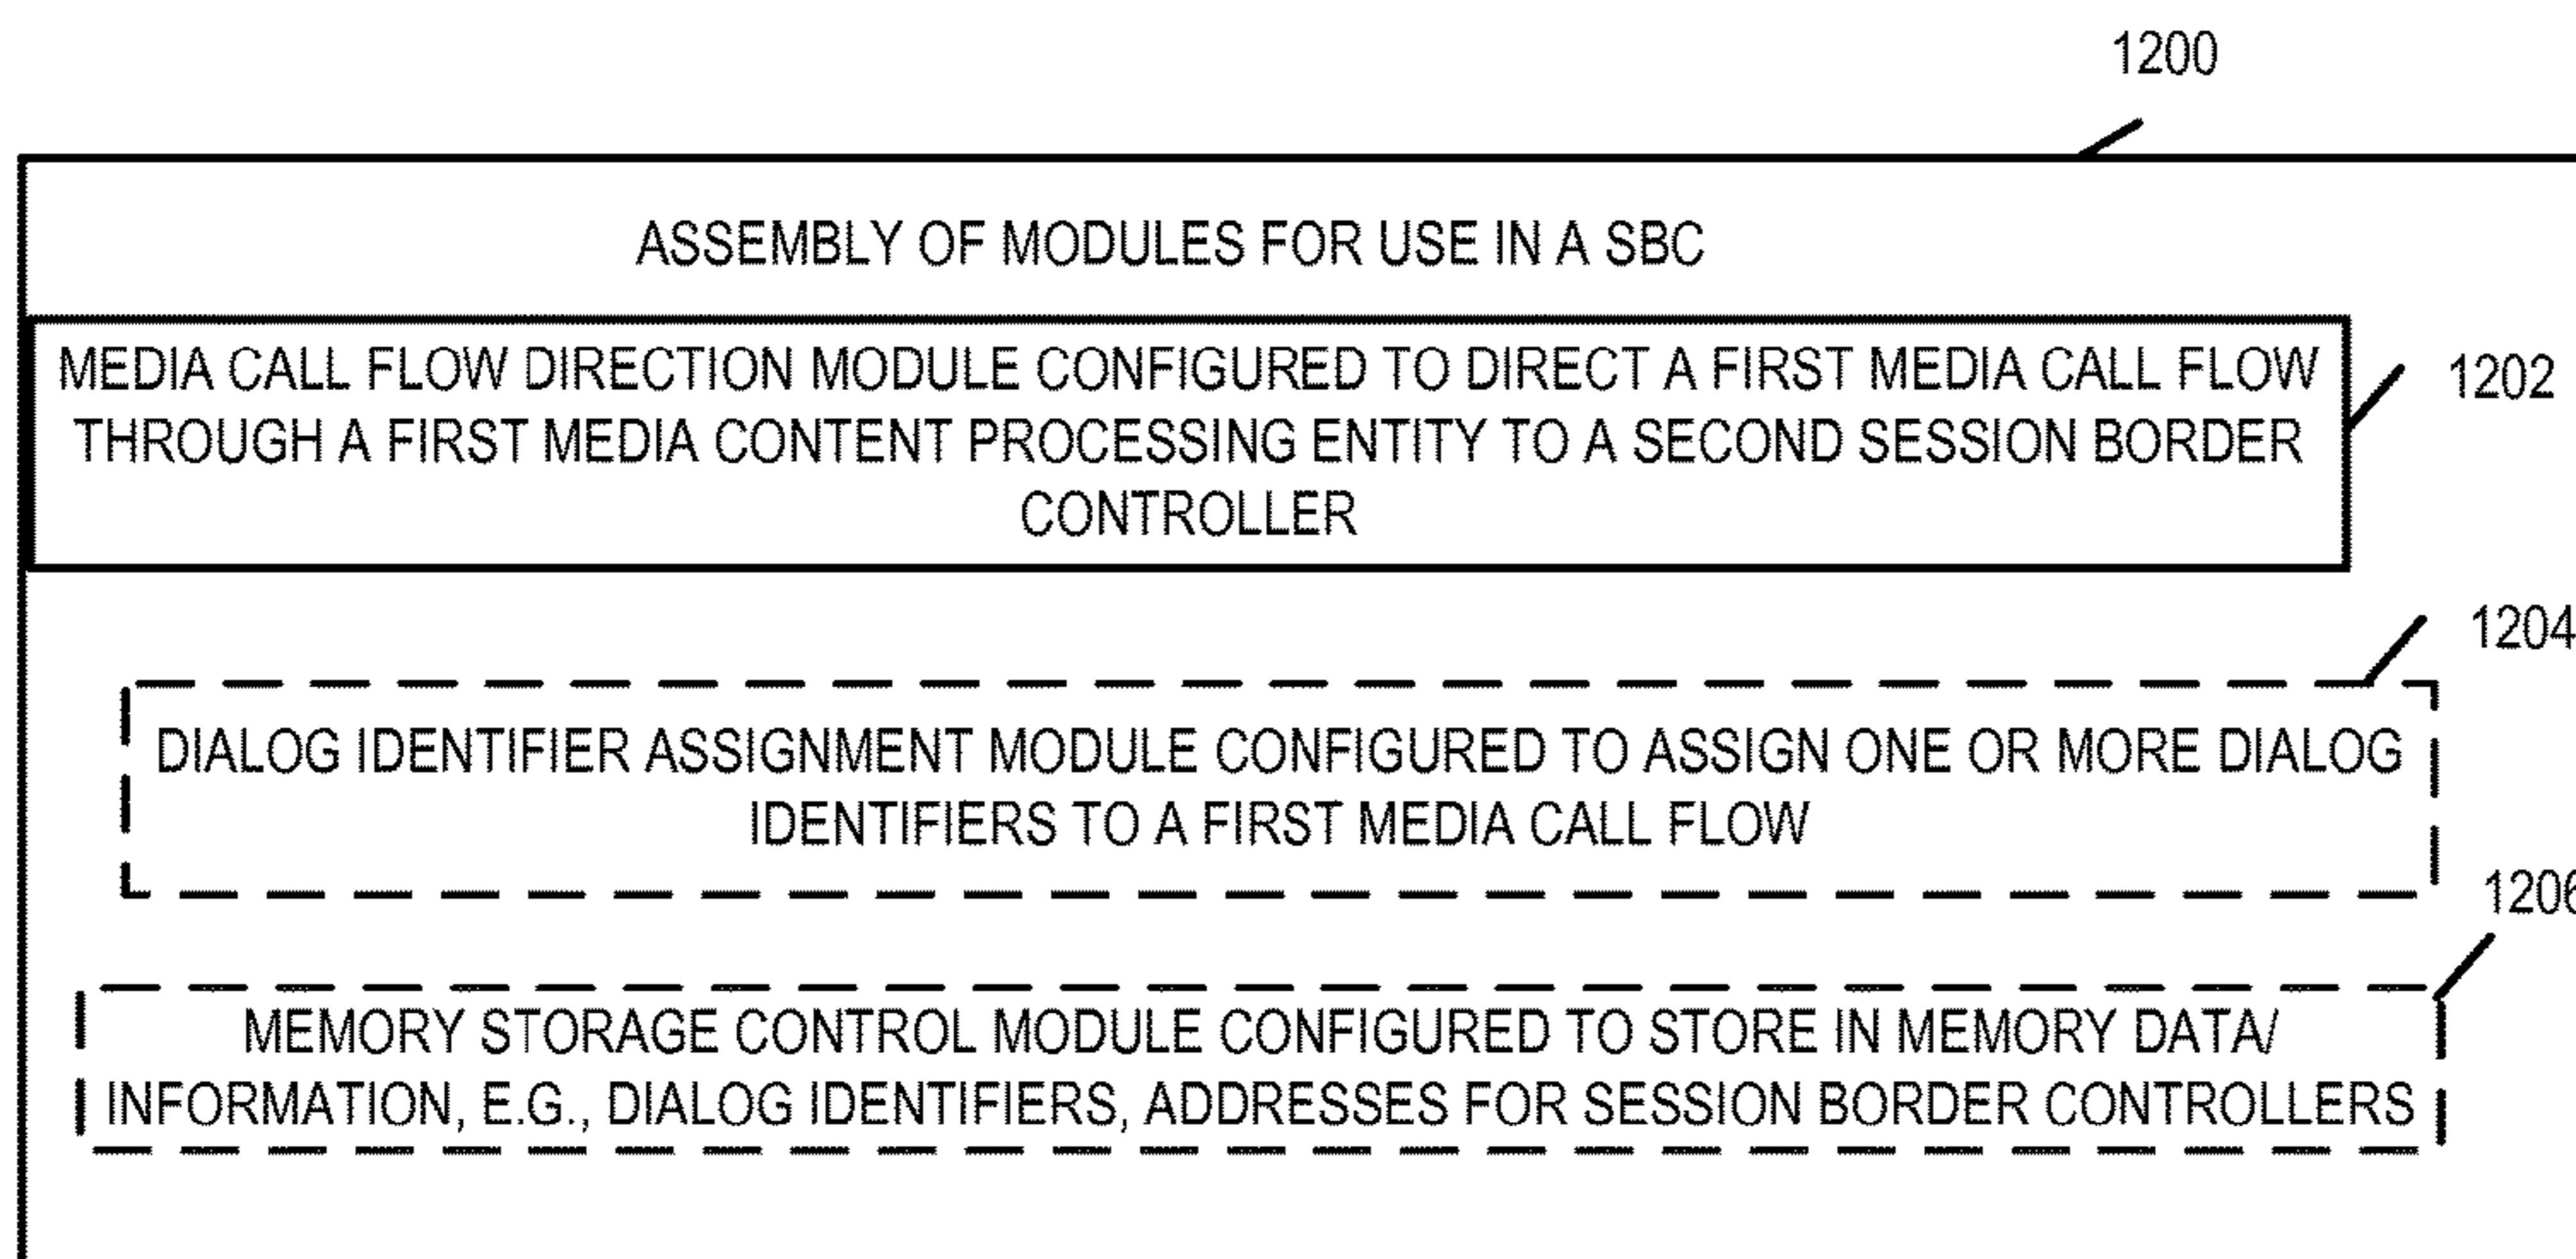 1200
ASSEMBLY OF MODULES FOR USE IN A SBC
MEDIA CALL FLOW DIRECTION MODULE CONFIGURED TO DIRECT A FIRST MEDIA CALL FLOW
THROUGH A FIRST MEDIA CONTENT PROCESSING ENTITY TO A SECOND SESSION BORDER
CONTROLLER
1202
1204
DIALOG IDENTIFIER ASSIGNMENT MODULE CONFIGURED TO ASSIGN ONE OR MORE DIALOG
IDENTIFIERS TO A FIRST MEDIA CALL FLOW
1206
MEMORY STORAGE CONTROL MODULE CONFIGURED TO STORE IN MEMORY DATA/
INFORMATION, E.G., DIALOG IDENTIFIERS, ADDRESSES FOR SESSION BORDER CONTROLLERS